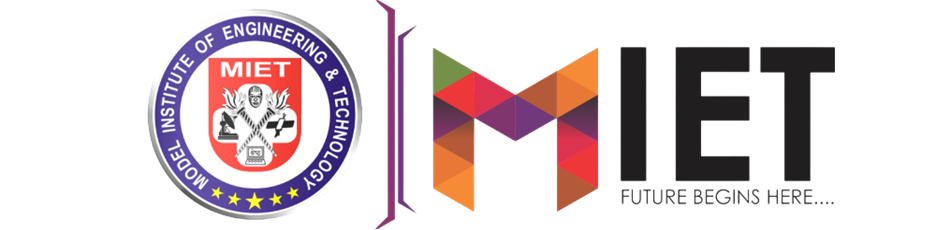 MODEL INSTITUTE OF ENGINEERING & TECHNOLOGY
MIET
MIET
FUTURE BEGINS HERE....